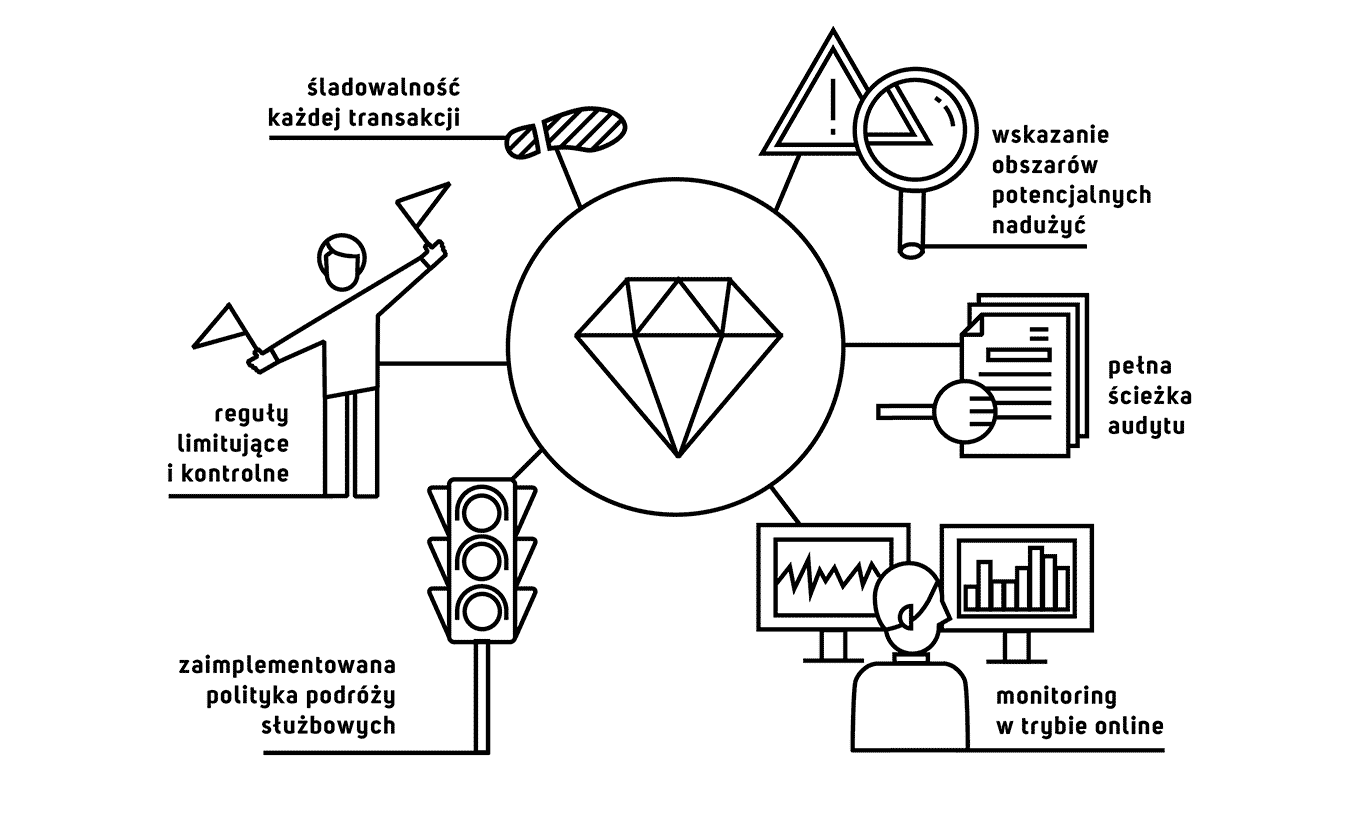 śladowalność
każdej transakcji
wskazanie
obszarów
potencjalnych
nadużyć
reguły
limitujące
i kontrolne
pełna
ścieżka
audytu
zaimplementowana
polityka podróży
służbowych
monitoring
w trybie online